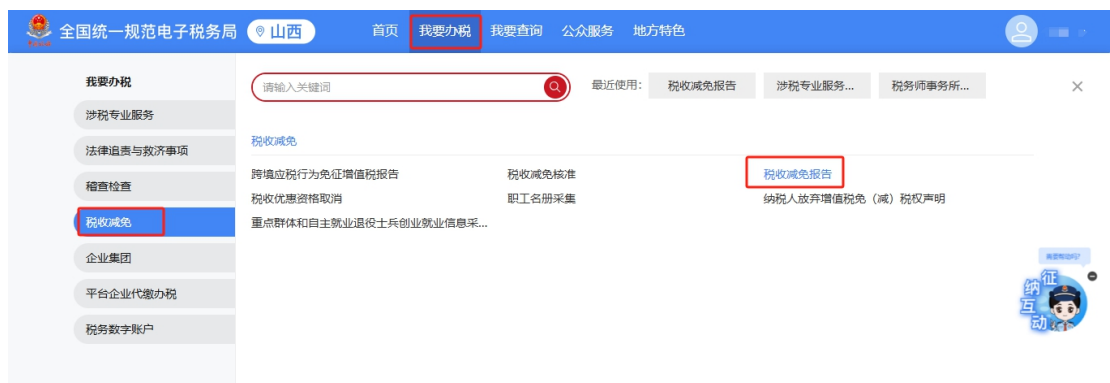 全国统一规范电子税务局 山西 首页 我要办税 我要查询 公众服务 地方特色
我要办税
涉税专业服务
法律追责与救济事项
稽查检查
税收减免
企业集团
平台企业代缴办税
税务数字账户
请输入关键词 最近使用： 税收减免报告 涉税专业服务... 税务师事务所...
税收减免
跨境应税行为免征增值税报告 税收减免核准 税收减免报告
税收优惠资格取消 职工名册采集 纳税人放弃增值税免（减）税权声明
重点群体和自主就业退役士兵创业就业信息采...
我要帮助吗?
征纳互动